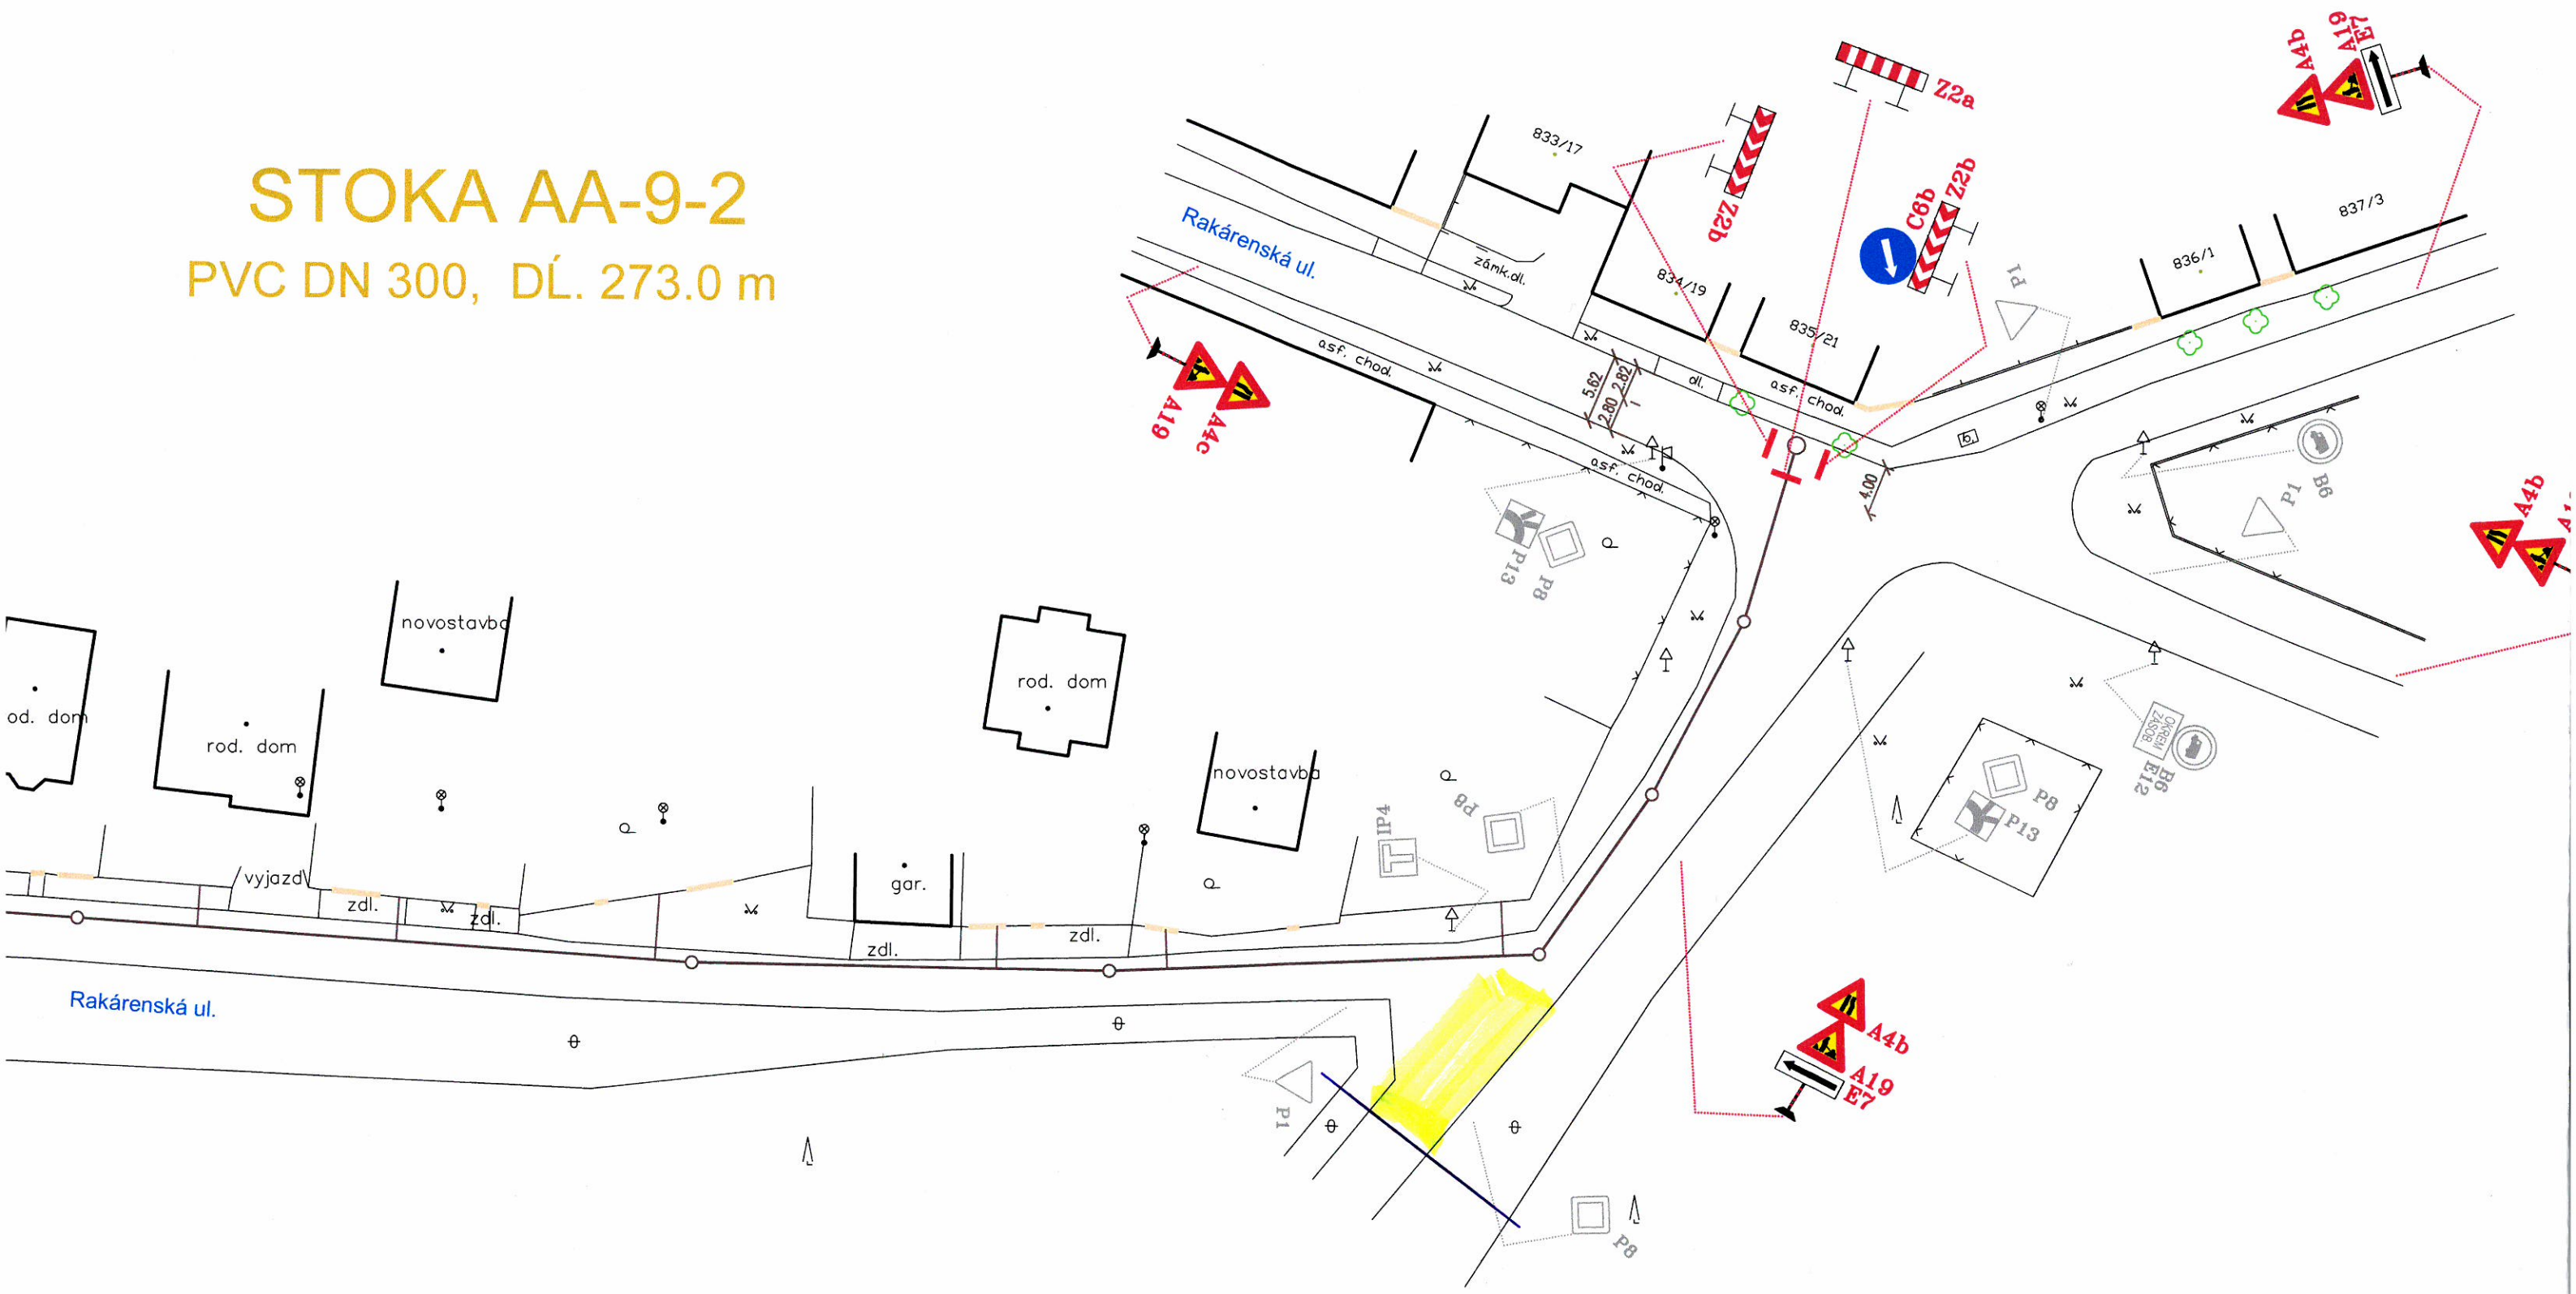 STOKA AA-9-2
PVC DN 300, DĹ. 273.0 m
A4b
A19
E7
Z2a
Z2b
C6b
Z2b
833/17
837/3
836/1
834/19
835/21
Rakárenská ul.
zámk.dl.
P1
asf. chod.
dl.
asf. chod.
5.62
2.82
2.80
A19
A4c
asf. chod.
4.00
B6
P1
A4b
P13
P8
novostavba
rod. dom
od. dom
rod. dom
novostavba
IP4
P8
OKREM
ZÁSOB.
B6
E12
P8
P13
vyjazd
gar.
zdl.
zdl.
zdl.
zdl.
Rakárenská ul.
A4b
A19
E7
P1
P8